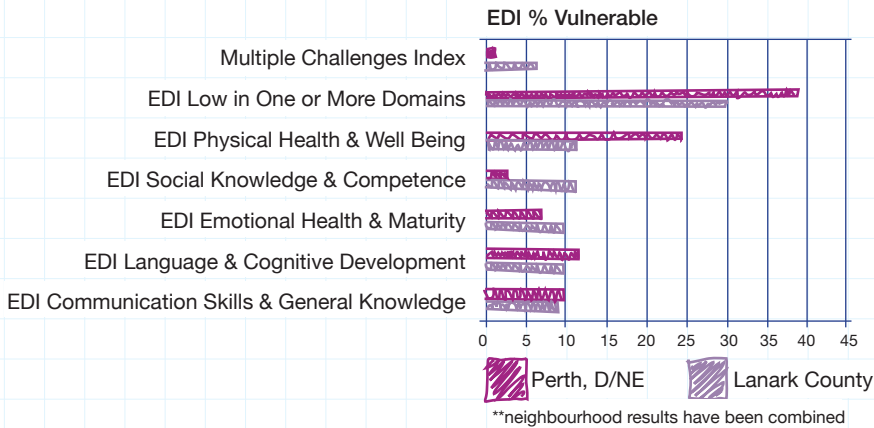 EDI % Vulnerable
Multiple Challenges Index
EDI Low in One or More Domains
EDI Physical Health & Well Being
EDI Social Knowledge & Competence
EDI Emotional Health & Maturity
EDI Language & Cognitive Development
EDI Communication Skills & General Knowledge
0 5 10 15 20 25 30 35 40 45
Perth, D/NE Lanark County
**neighbourhood results have been combined